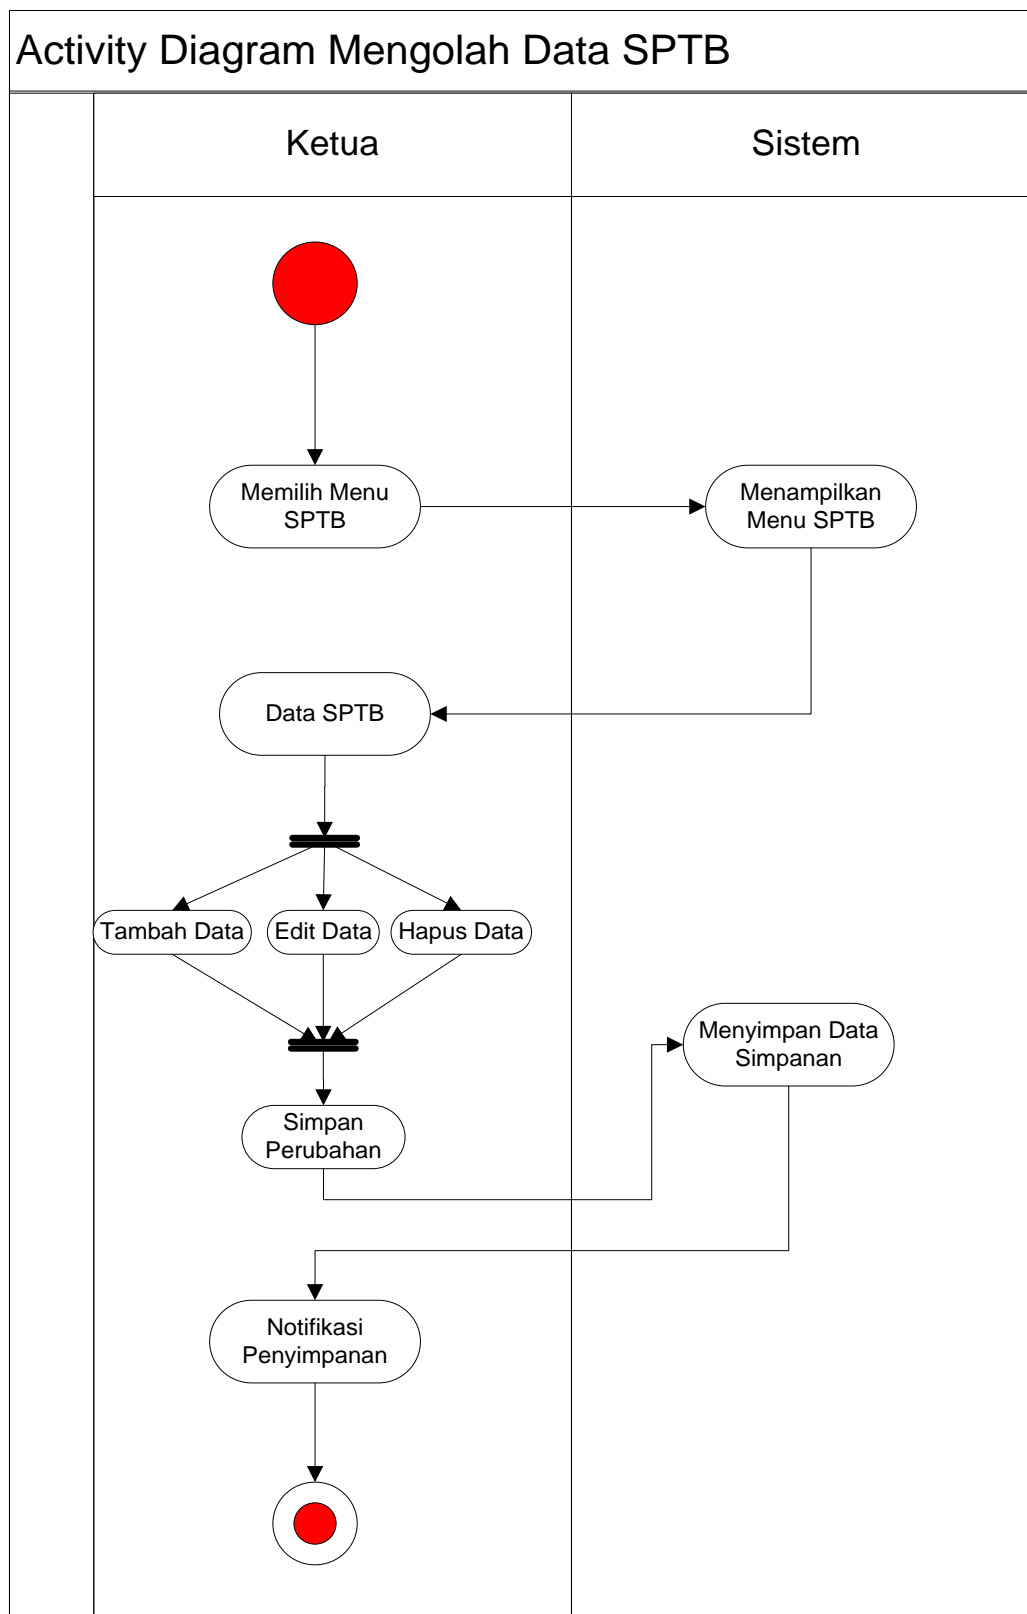 Activity Diagram Mengolah Data SPTB
Ketua
Sistem
Memilih Menu
SPTB
Menampilkan
Menu SPTB
Data SPTB
Tambah Data
Edit Data
Hapus Data
Menyimpan Data
Simpanan
Simpan
Perubahan
Notifikasi
Penyimpanan